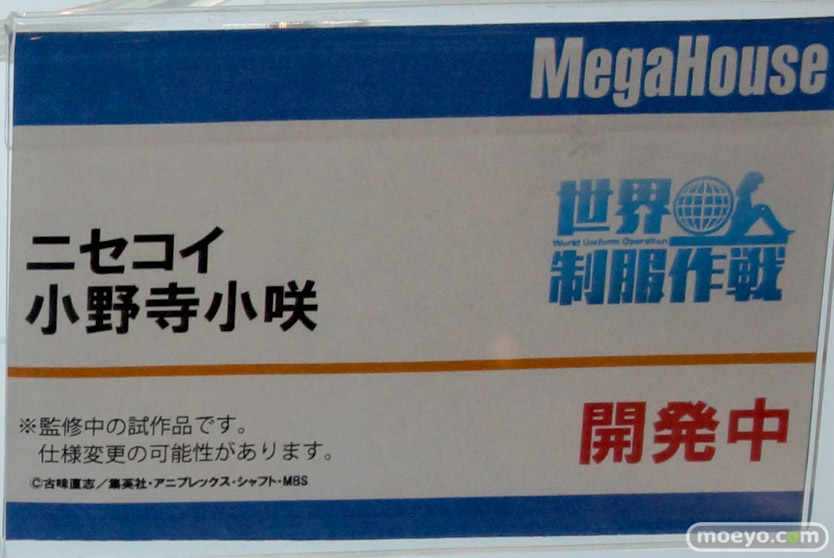 MegaHouse
世界
World Uniform Operation
制服作戦
ニセコイ
小野寺小咲
※監修中の試作品です。
仕様変更の可能性があります。
開発中
©古味直志／集英社・アニプレックス・シャフト・MBS
moeyo.com